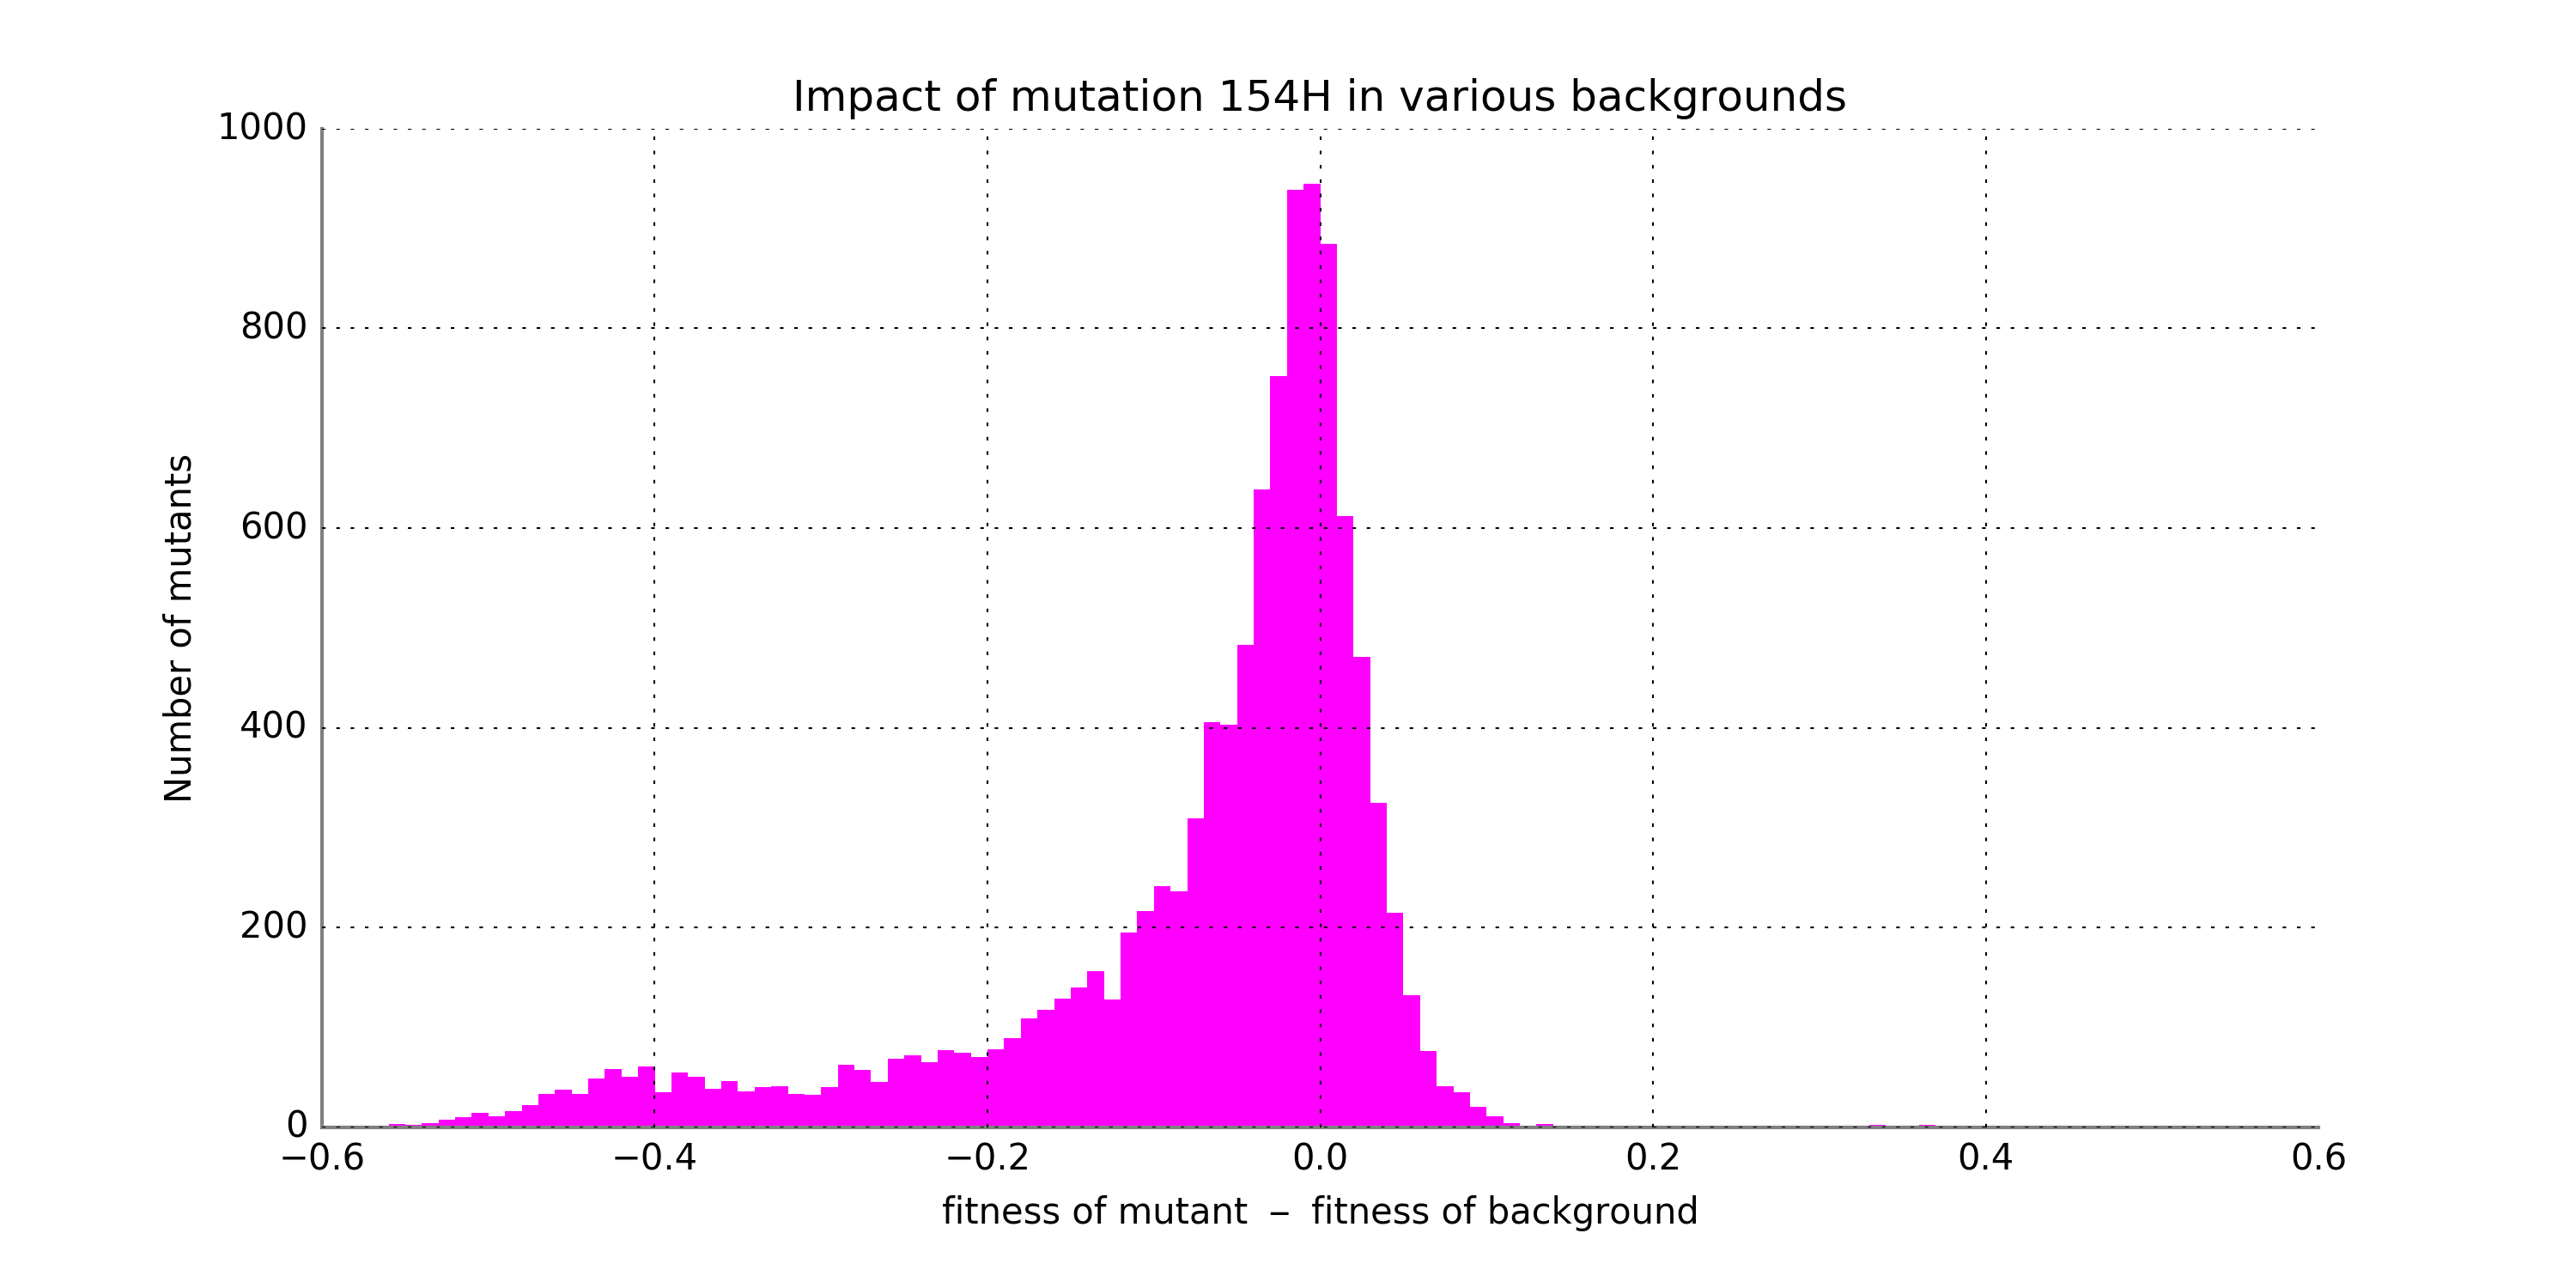 Impact of mutation 154H in various backgrounds
1000
800
600
400
200
0
Number of mutants
−0.6 −0.4 −0.2 0.0 0.2 0.4 0.6
fitness of mutant − fitness of background